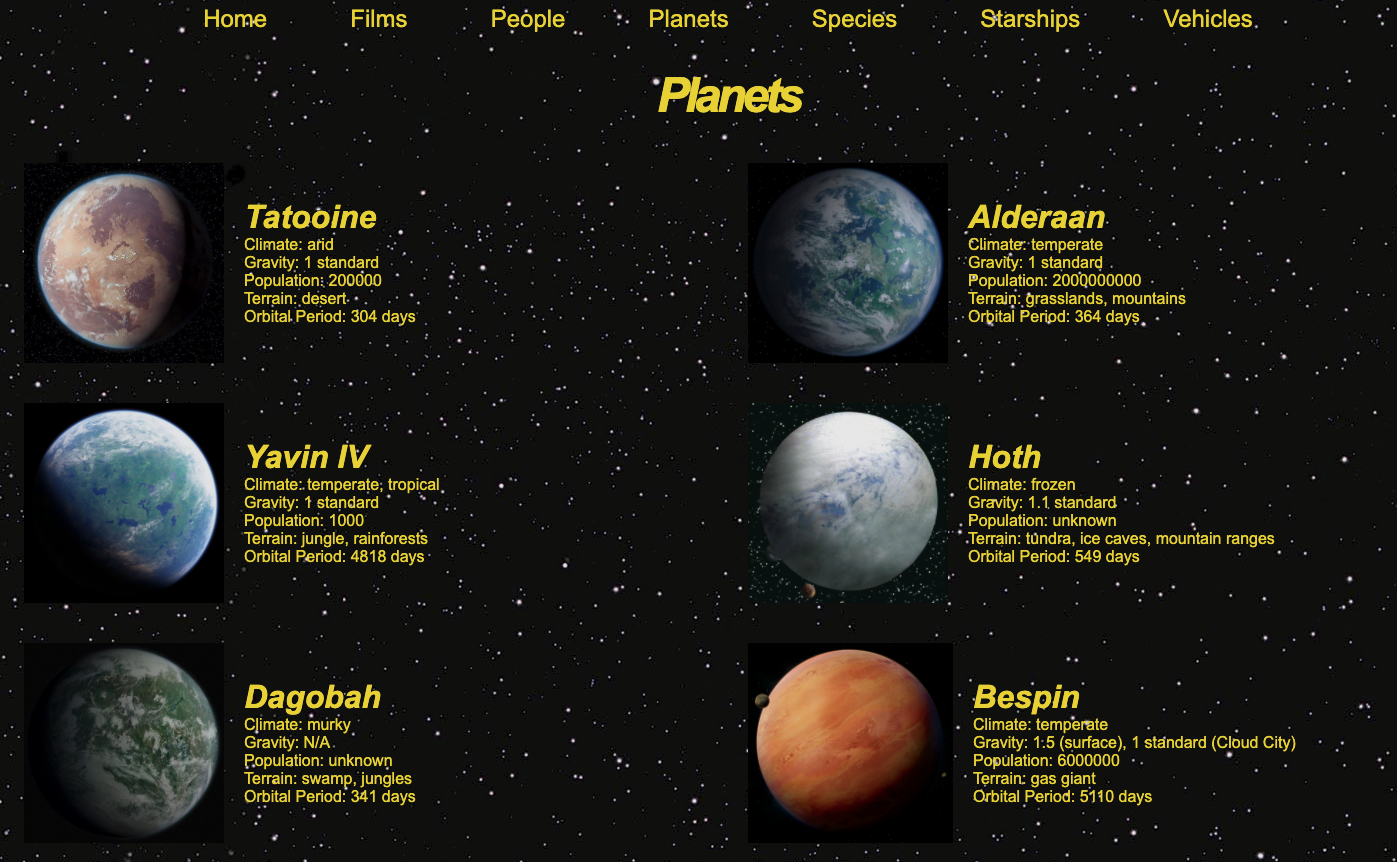 Home Films People Planets Species Starships Vehicles
Planets
Tatooine
Climate: arid
Gravity: 1 standard
Population: 200000
Terrain: desert
Orbital Period: 304 days
Alderaan
Climate: temperate
Gravity: 1 standard
Population: 2000000000
Terrain: grasslands, mountains
Orbital Period: 364 days
Yavin IV
Climate: temperate, tropical
Gravity: 1 standard
Population: 1000
Terrain: jungle, rainforests
Orbital Period: 4818 days
Hoth
Climate: frozen
Gravity: 1.1 standard
Population: unknown
Terrain: tundra, ice caves, mountain ranges
Orbital Period: 549 days
Dagobah
Climate: murky
Gravity: N/A
Population: unknown
Terrain: swamp, jungles
Orbital Period: 341 days
Bespin
Climate: temperate
Gravity: 1.5 (surface), 1 standard (Cloud City)
Population: 6000000
Terrain: gas giant
Orbital Period: 5110 days